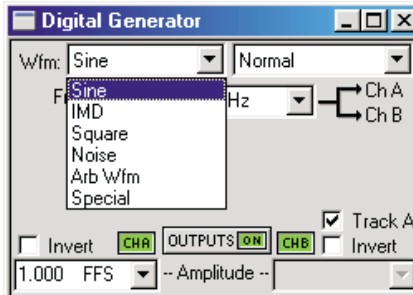 Digital Generator
Wfm: Sine Normal
Sine
IMD
Square
Noise
Arb Wfm
Special
Hz
Ch A
Ch B
Track A
Invert CHA OUTPUTS ON CHB Invert
1.000 FFS -- Amplitude --